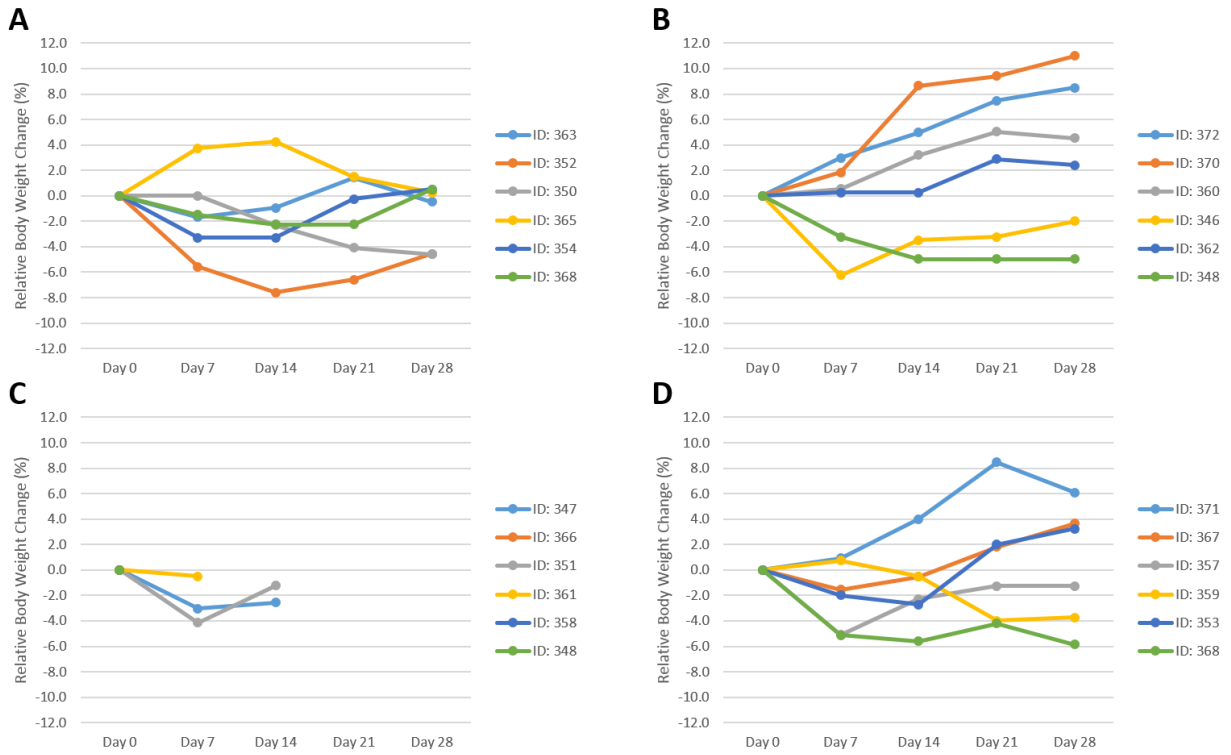 A
Relative Body Weight Change (%)
12.0
10.0
8.0
6.0
4.0
2.0
0.0
-2.0
-4.0
-6.0
-8.0
-10.0
-12.0
Day 0 Day 7 Day 14 Day 21 Day 28
ID: 363
ID: 352
ID: 350
ID: 365
ID: 354
ID: 368
B
Relative Body Weight Change (%)
12.0
10.0
8.0
6.0
4.0
2.0
0.0
-2.0
-4.0
-6.0
-8.0
-10.0
-12.0
Day 0 Day 7 Day 14 Day 21 Day 28
ID: 372
ID: 370
ID: 360
ID: 346
ID: 362
ID: 348
C
Relative Body Weight Change (%)
12.0
10.0
8.0
6.0
4.0
2.0
0.0
-2.0
-4.0
-6.0
-8.0
-10.0
-12.0
Day 0 Day 7 Day 14 Day 21 Day 28
ID: 347
ID: 366
ID: 351
ID: 361
ID: 358
ID: 348
D
Relative Body Weight Change (%)
12.0
10.0
8.0
6.0
4.0
2.0
0.0
-2.0
-4.0
-6.0
-8.0
-10.0
-12.0
Day 0 Day 7 Day 14 Day 21 Day 28
ID: 371
ID: 367
ID: 357
ID: 359
ID: 353
ID: 368